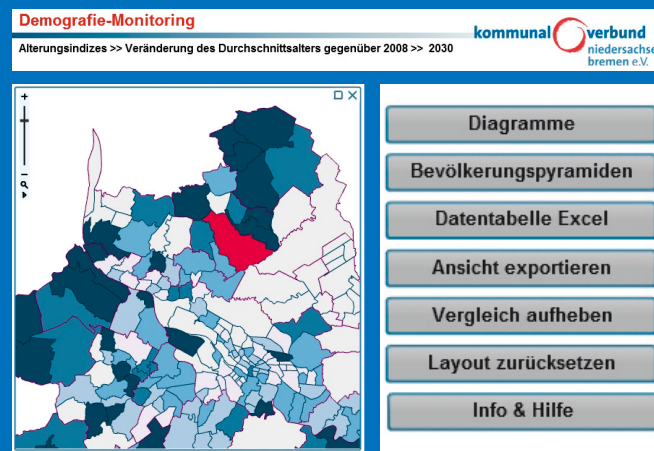 Demografie-Monitoring
Alterungsindizes >> Veränderung des Durchschnittsalters gegenüber 2008 >> 2030
kommunal verbund
niedersachse
bremen e.V.
Diagramme
Bevölkerungspyramiden
Datentabelle Excel
Ansicht exportieren
Vergleich aufheben
Layout zurücksetzen
Info & Hilfe